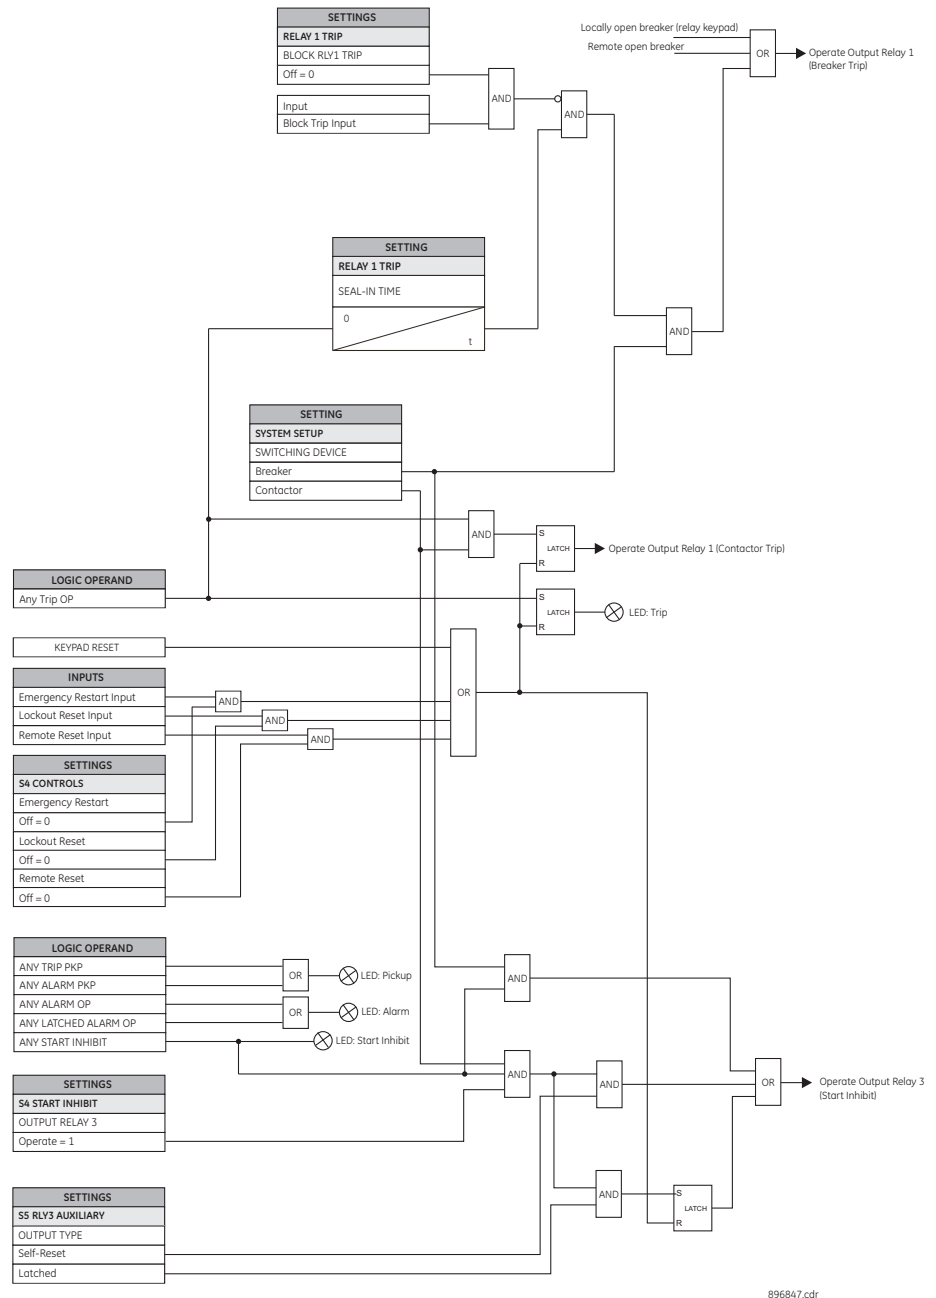 SETTINGS
RELAY 1 TRIP
BLOCK RLY1 TRIP
Off = 0
Input
Block Trip Input
AND
AND
Locally open breaker (relay keypad)
Remote open breaker
OR
Operate Output Relay 1
(Breaker Trip)
SETTING
RELAY 1 TRIP
SEAL-IN TIME
0
t
AND
SETTING
SYSTEM SETUP
SWITCHING DEVICE
Breaker
Contactor
AND
S
LATCH
R
Operate Output Relay 1 (Contactor Trip)
LOGIC OPERAND
Any Trip OP
S
LATCH
R
LED: Trip
KEYPAD RESET
INPUTS
Emergency Restart Input
Lockout Reset Input
Remote Reset Input
AND
AND
AND
OR
SETTINGS
S4 CONTROLS
Emergency Restart
Off = 0
Lockout Reset
Off = 0
Remote Reset
Off = 0
LOGIC OPERAND
ANY TRIP PKP
ANY ALARM PKP
ANY ALARM OP
ANY LATCHED ALARM OP
ANY START INHIBIT
OR
LED: Pickup
OR
LED: Alarm
LED: Start Inhibit
AND
SETTINGS
S4 START INHIBIT
OUTPUT RELAY 3
Operate = 1
AND
AND
OR
Operate Output Relay 3
(Start Inhibit)
SETTINGS
S5 RLY3 AUXILIARY
OUTPUT TYPE
Self-Reset
Latched
AND
S
LATCH
R
896847.cdr